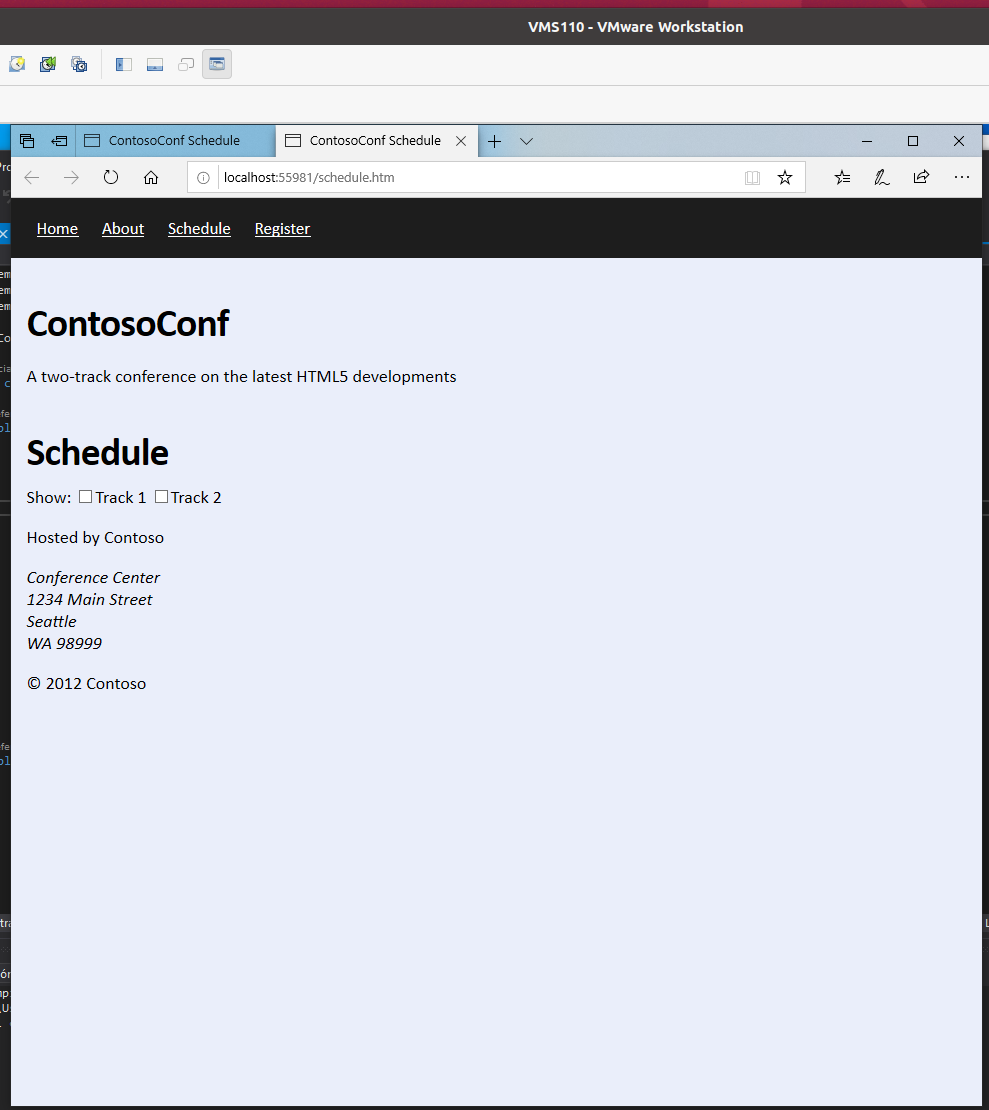 VMS110 - VMware Workstation
ContosoConf Schedule
ContosoConf Schedule
localhost:55981/schedule.htm
Home About Schedule Register
ContosoConf
A two-track conference on the latest HTML5 developments
Schedule
Show: Track 1 Track 2
Hosted by Contoso
Conference Center
1234 Main Street
Seattle
WA 98999
© 2012 Contoso